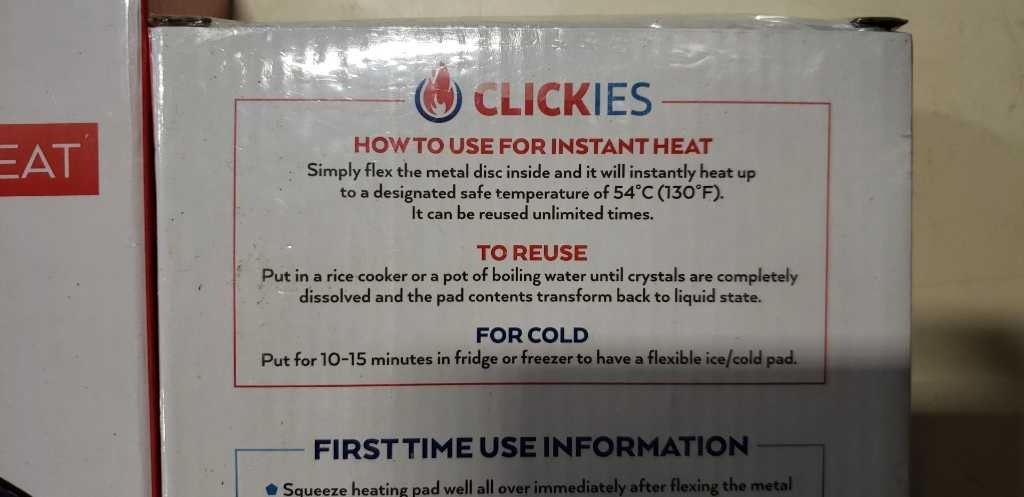 EAT
CLICKIES
HOW TO USE FOR INSTANT HEAT
Simply flex the metal disc inside and it will instantly heat up
to a designated safe temperature of 54°C (130°F).
It can be reused unlimited times.
TO REUSE
Put in a rice cooker or a pot of boiling water until crystals are completely
dissolved and the pad contents transform back to liquid state.
FOR COLD
Put for 10-15 minutes in fridge or freezer to have a flexible ice/cold pad.
FIRST TIME USE INFORMATION
Squeeze heating pad well all over immediately after flexing the metal